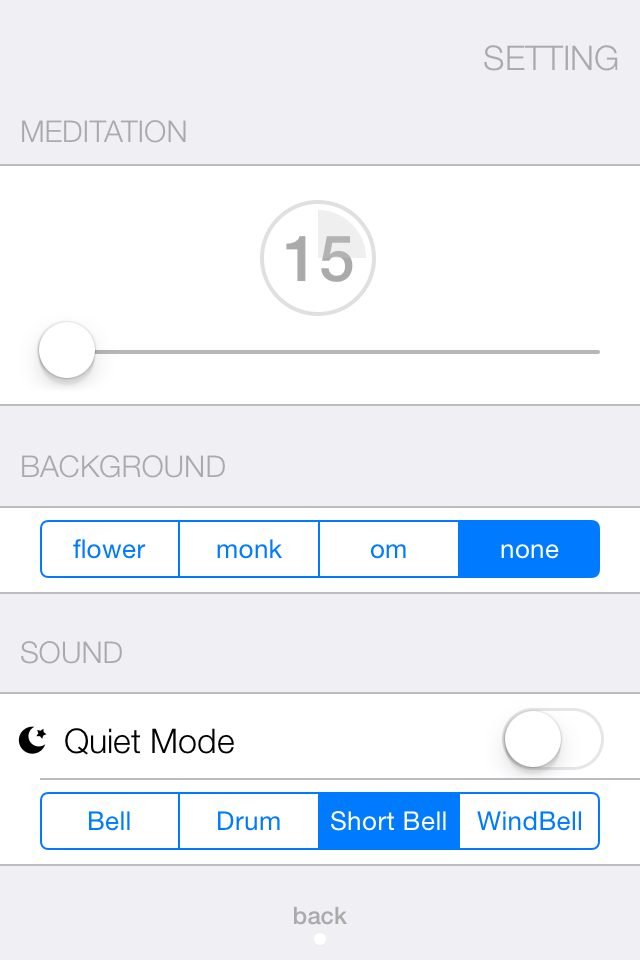 SETTING
MEDITATION
15
BACKGROUND
flower monk om none
SOUND
Quiet Mode
Bell Drum Short Bell WindBell
back